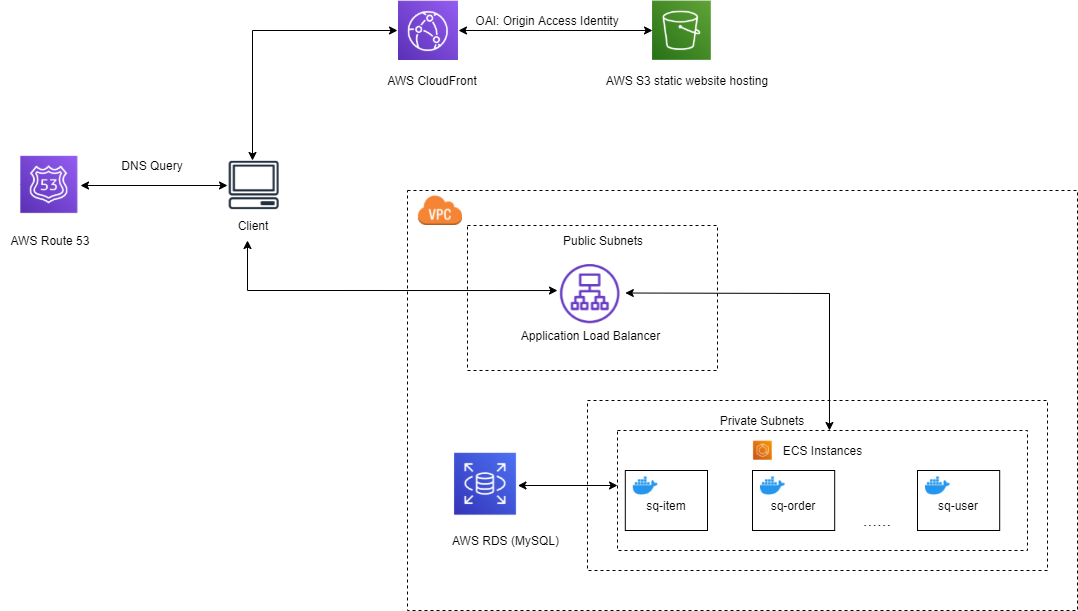 OAI: Origin Access Identity
AWS CloudFront
AWS S3 static website hosting
DNS Query
53
AWS Route 53
Client
VPC
Public Subnets
Application Load Balancer
Private Subnets
ECS Instances
sq-item
sq-order
......
sq-user
AWS RDS (MySQL)